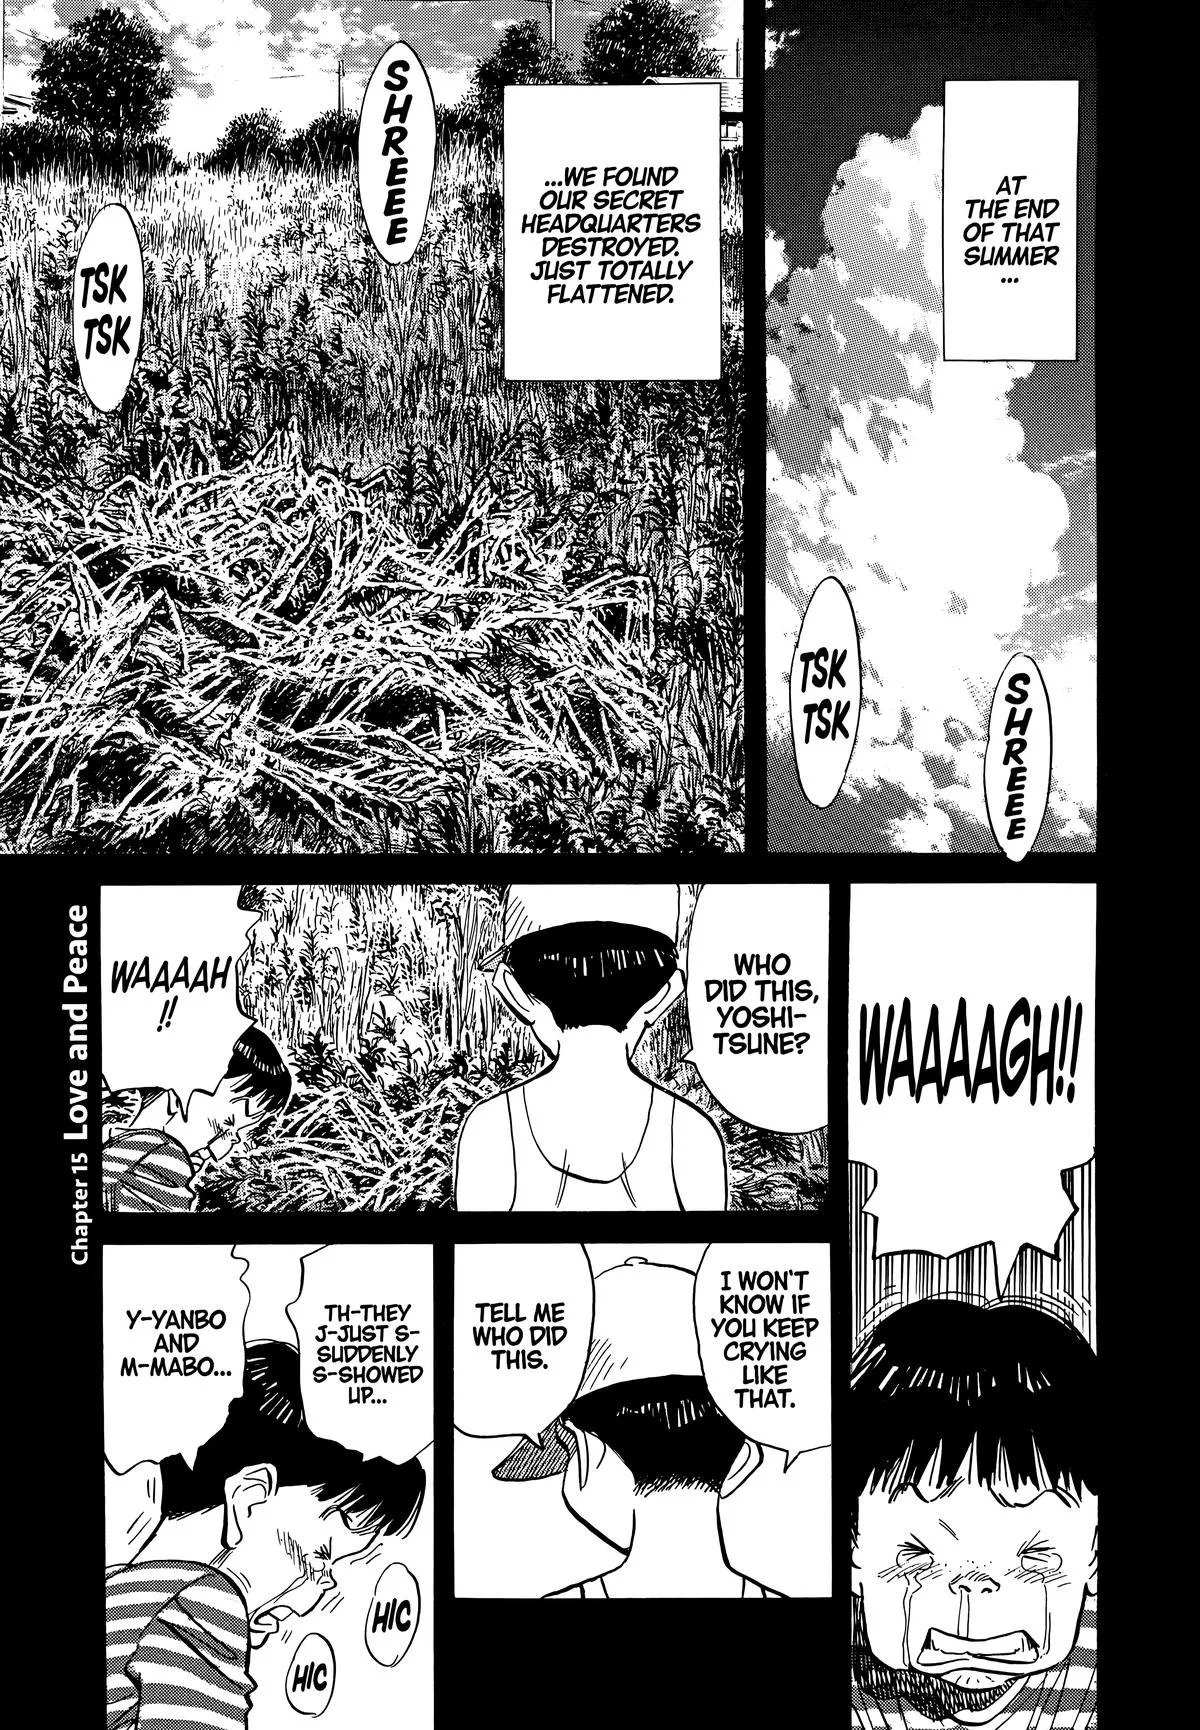 AT
THE END
OF THAT
SUMMER
...
TSK
TSK
SHREEE
...WE FOUND
OUR SECRET
HEADQUARTERS
DESTROYED.
JUST TOTALLY
FLATTENED.
SHREEE
TSK
TSK
WAAAAGH!!
WHO
DID THIS,
YOSHI-
TSUNE?
WAAAAH
!!
I WON'T
KNOW IF
YOU KEEP
CRYING
LIKE
THAT.
TELL ME
WHO DID
THIS.
TH-THEY
J-JUST S-
SUDDENLY
S-SHOWED
UP...
Y-YANBO
AND
M-MABO...
HIC
HIC
Chapter 15 Love and Peace